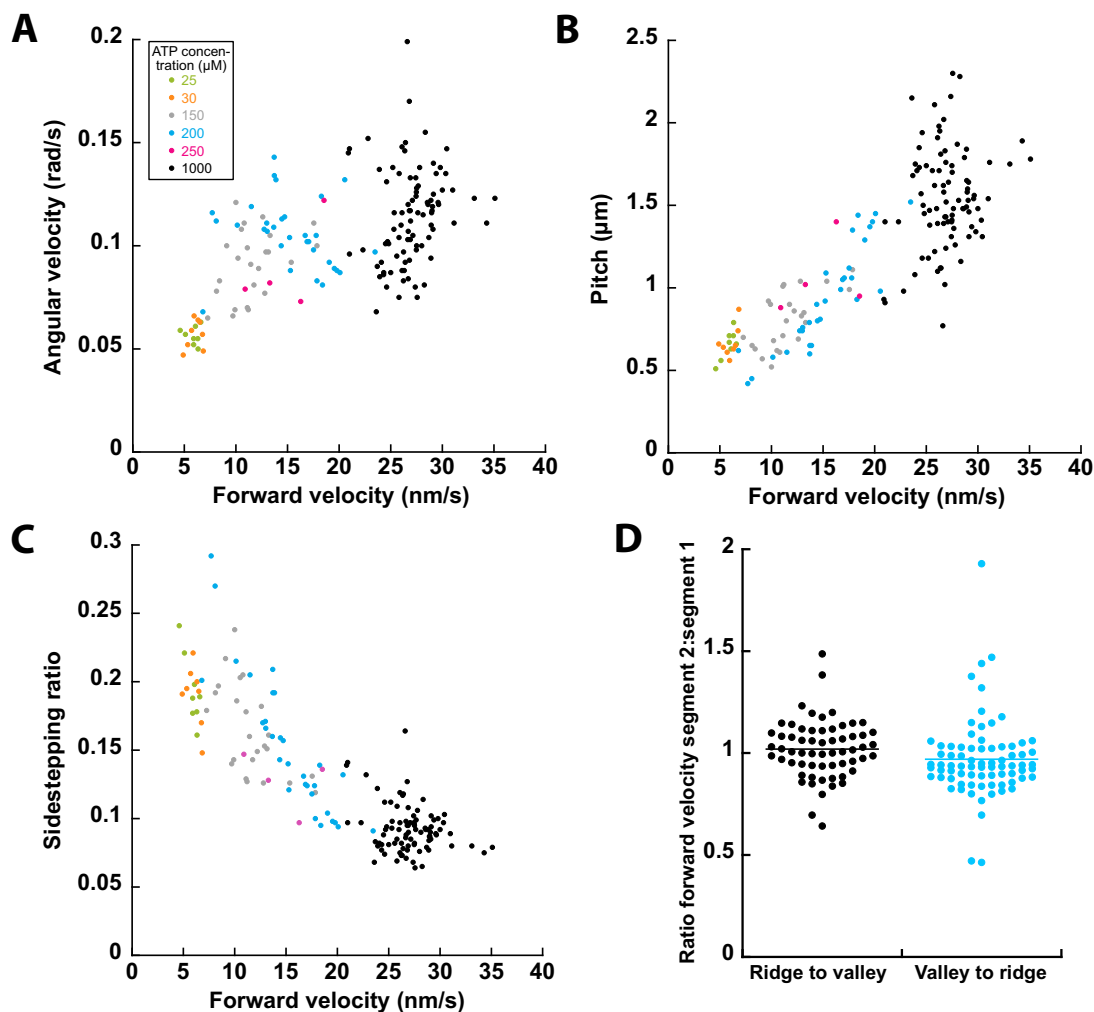 A
Angular velocity (rad/s)
0.2
0.15
0.1
0.05
0
ATP concen-
tration (µM)
25
30
150
200
250
1000
0 5 10 15 20 25 30 35 40
Forward velocity (nm/s)
B
Pitch (µm)
2.5
2
1.5
1
0.5
0
0 5 10 15 20 25 30 35 40
Forward velocity (nm/s)
C
Sidestepping ratio
0.3
0.25
0.2
0.15
0.1
0.05
0
0 5 10 15 20 25 30 35 40
Forward velocity (nm/s)
D
Ratio forward velocity segment 2:segment 1
2
1.5
1
0.5
0
Ridge to valley Valley to ridge